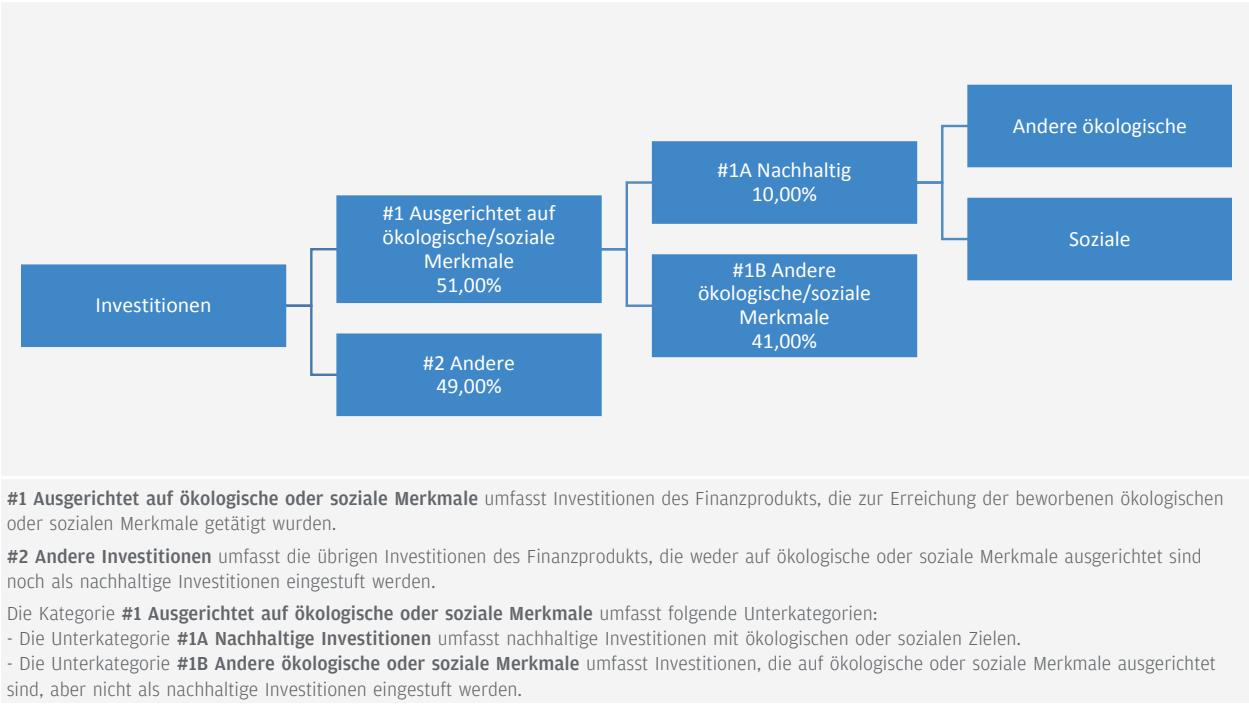 Investitionen
#1 Ausgerichtet auf
ökologische/soziale
Merkmale
51,00%
#2 Andere
49,00%
#1A Nachhaltig
10,00%
#1B Andere
ökologische/soziale
Merkmale
41,00%
Andere ökologische
Soziale
#1 Ausgerichtet auf ökologische oder soziale Merkmale umfasst Investitionen des Finanzprodukts, die zur Erreichung der beworbenen ökologischen
oder sozialen Merkmale getätigt wurden.
#2 Andere Investitionen umfasst die übrigen Investitionen des Finanzprodukts, die weder auf ökologische oder soziale Merkmale ausgerichtet sind
noch als nachhaltige Investitionen eingestuft werden.
Die Kategorie #1 Ausgerichtet auf ökologische oder soziale Merkmale umfasst folgende Unterkategorien:
- Die Unterkategorie #1A Nachhaltige Investitionen umfasst nachhaltige Investitionen mit ökologischen oder sozialen Zielen.
- Die Unterkategorie #1B Andere ökologische oder soziale Merkmale umfasst Investitionen, die auf ökologische oder soziale Merkmale ausgerichtet
sind, aber nicht als nachhaltige Investitionen eingestuft werden.